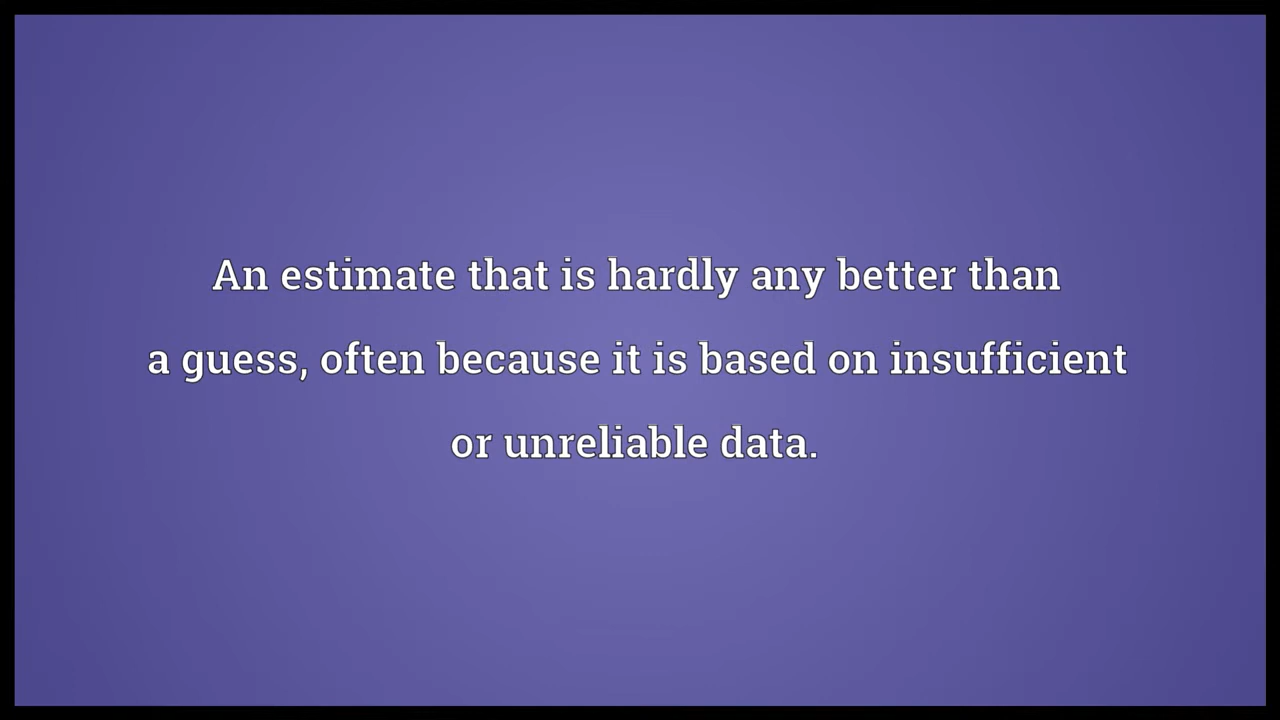 An estimate that is hardly any better than
a guess, often because it is based on insufficient
or unreliable data.